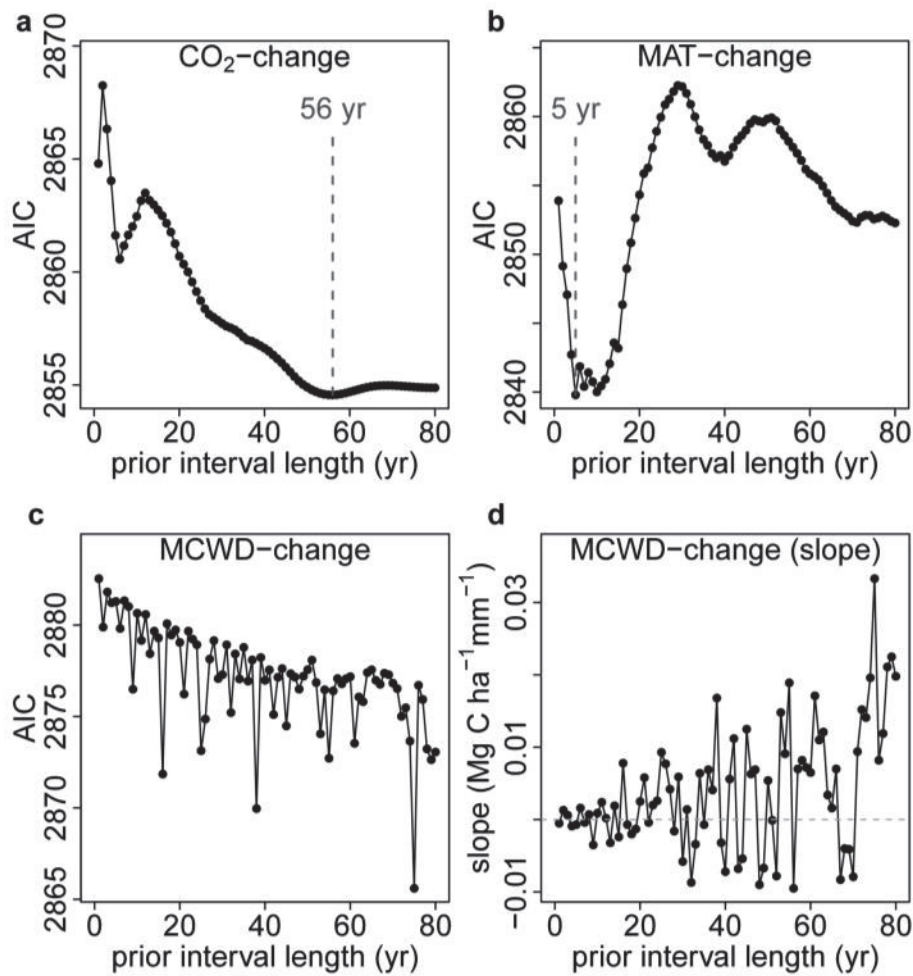 a
CO₂−change
56 yr
AIC
2855 2860 2865 2870
0 20 40 60 80
prior interval length (yr)
b
MAT−change
5 yr
AIC
2840 2850 2860
0 20 40 60 80
prior interval length (yr)
c
MCWD−change
AIC
2865 2870 2875 2880
0 20 40 60 80
prior interval length (yr)
d
MCWD−change (slope)
slope (Mg C ha⁻¹mm⁻¹)
−0.01 0.01 0.03
0 20 40 60 80
prior interval length (yr)